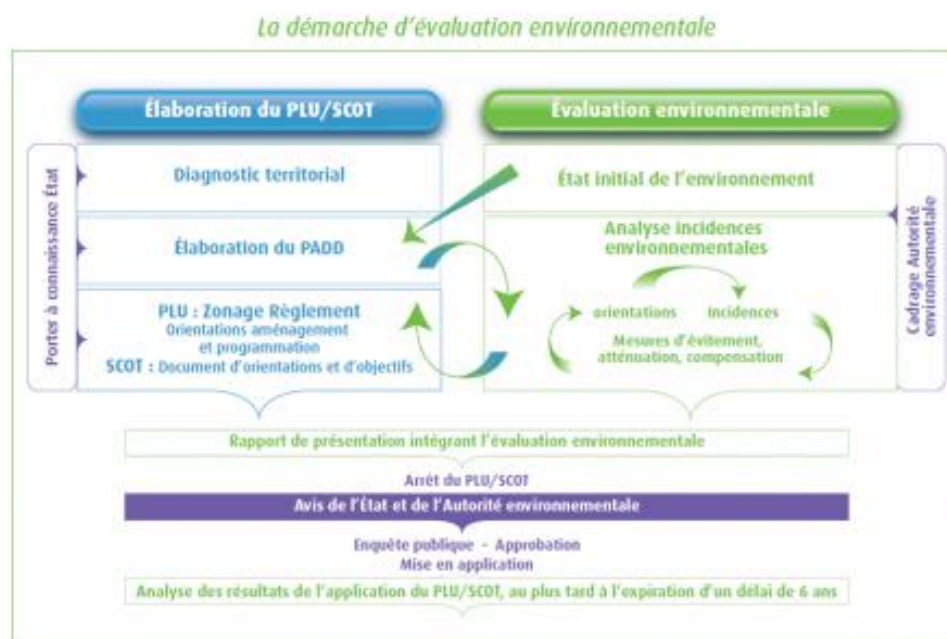 La démarche d'évaluation environnementale
Élaboration du PLU/SCOT
Évaluation environnementale
Porter à connaissance État
Diagnostic territorial
État initial de l'environnement
Élaboration du PADD
Analyse incidences
environnementales
PLU : Zonage Règlement
Orientations aménagement
et programmation
SCOT : Document d'orientations et d'objectifs
orientations
Incidences
Mesures d'évitement,
atténuation, compensation
Cadrage Autorité
environnementale
Rapport de présentation intégrant l'évaluation environnementale
Arrêt du PLU/SCOT
Avis de l'État et de l'Autorité environnementale
Enquête publique - Approbation
Mise en application
Analyse des résultats de l'application du PLU/SCOT, au plus tard à l'expiration d'un délai de 6 ans